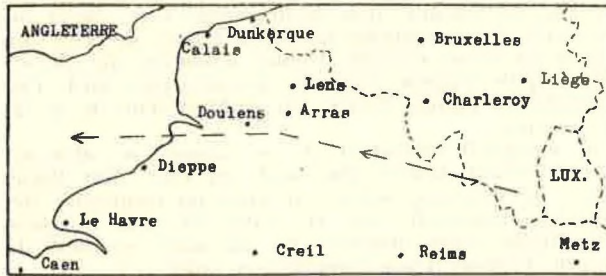 ANGLETERRE
Dunkerque
Calais
Bruxelles
Liège
Lens
Charleroy
Doulens
Arras
Dieppe
LUX.
Le Havre
Metz
Creil
Reims
Caen